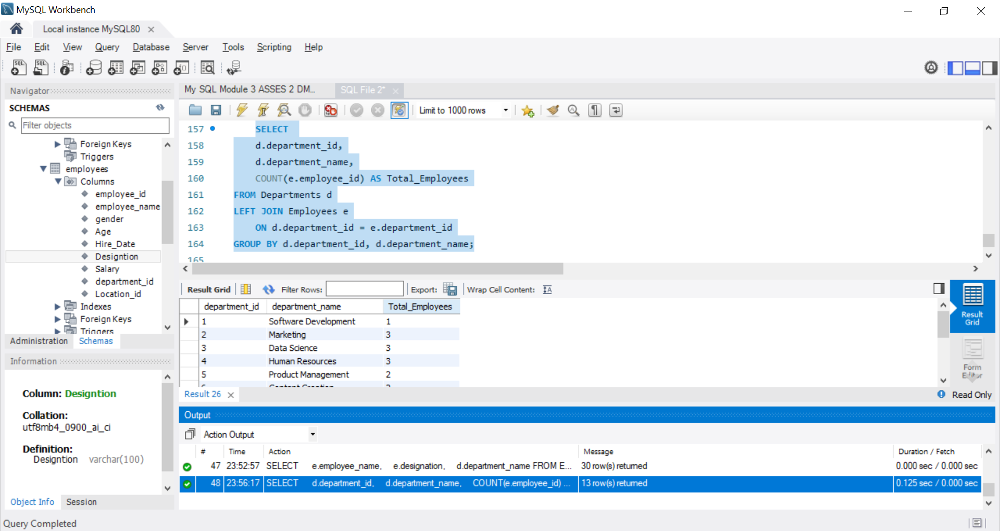 MySQL Workbench
Local instance MySQL80
File Edit View Query Database Server Tools Scripting Help
Navigator
SCHEMAS
Filter objects
Foreign Keys
Triggers
employees
Columns
employee_id
employee_name
gender
Age
Hire_Date
Designtion
Salary
department_id
Location_id
Indexes
Foreign Keys
Triggers
Administration Schemas
Information
Column: Designtion
Collation:
utf8mb4_0900_ai_ci
Definition:
Designtion varchar(100)
Object Info Session
My SQL Module 3 ASSES 2 DM... SQL File 2*
Limit to 1000 rows
157 SELECT
158 d.department_id,
159 d.department_name,
160 COUNT(e.employee_id) AS Total_Employees
161 FROM Departments d
162 LEFT JOIN Employees e
163 ON d.department_id = e.department_id
164 GROUP BY d.department_id, d.department_name;
165
Result Grid Filter Rows: Export: Wrap Cell Content:
department_id department_name Total_Employees
1 Software Development 1
2 Marketing 3
3 Data Science 3
4 Human Resources 3
5 Product Management 2
Content Creation
Result Grid
Form Editor
Result 26 Read Only
Output
Action Output
# Time Action Message Duration / Fetch
47 23:52:57 SELECT e.employee_name, e.designation, d.department_name FROM E... 30 row(s) returned 0.000 sec / 0.000 sec
48 23:56:17 SELECT d.department_id, d.department_name, COUNT(e.employee_id) ... 13 row(s) returned 0.125 sec / 0.000 sec
Query Completed